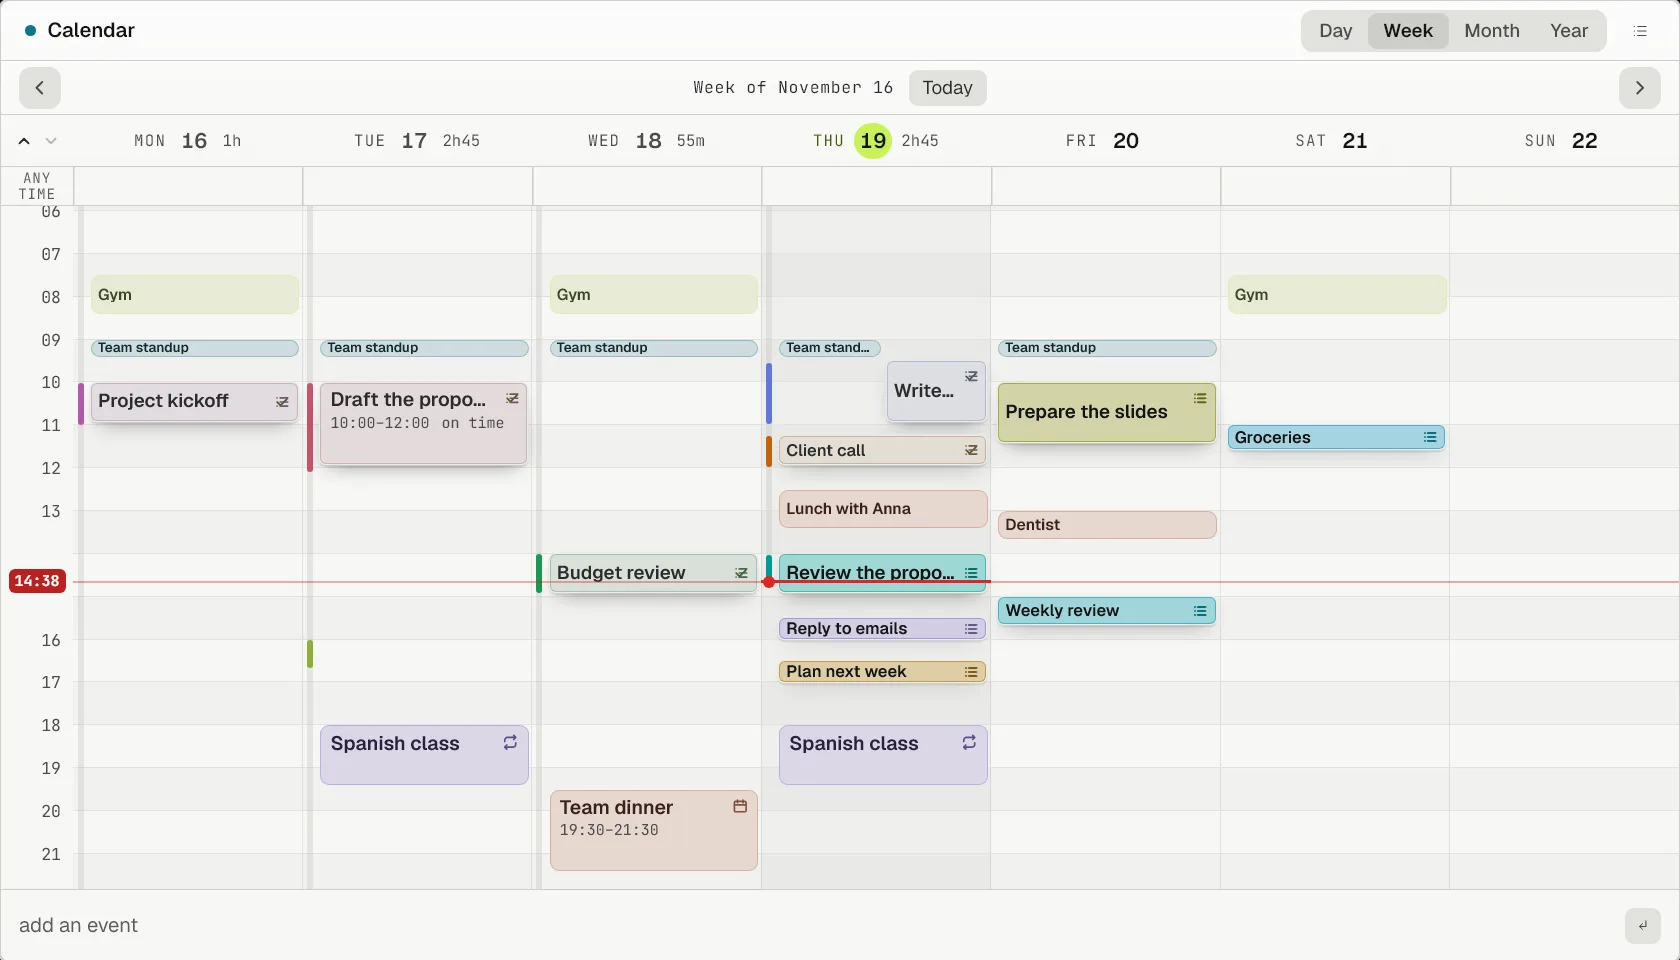 Calendar
Day Week Month Year
Week of November 16 Today
MON 16 1h
TUE 17 2h45
WED 18 55m
THU 19 2h45
FRI 20
SAT 21
SUN 22
ANY
TIME
06
07
08
09
10
11
12
13
14:38
16
17
18
19
20
21
Gym
Team standup
Project kickoff
Team standup
Draft the propo...
10:00–12:00 on time
Spanish class
Gym
Team standup
Budget review
Team dinner
19:30–21:30
Team stand...
Write...
Client call
Lunch with Anna
Review the propo...
Reply to emails
Plan next week
Spanish class
Team standup
Prepare the slides
Dentist
Weekly review
Gym
Groceries
add an event